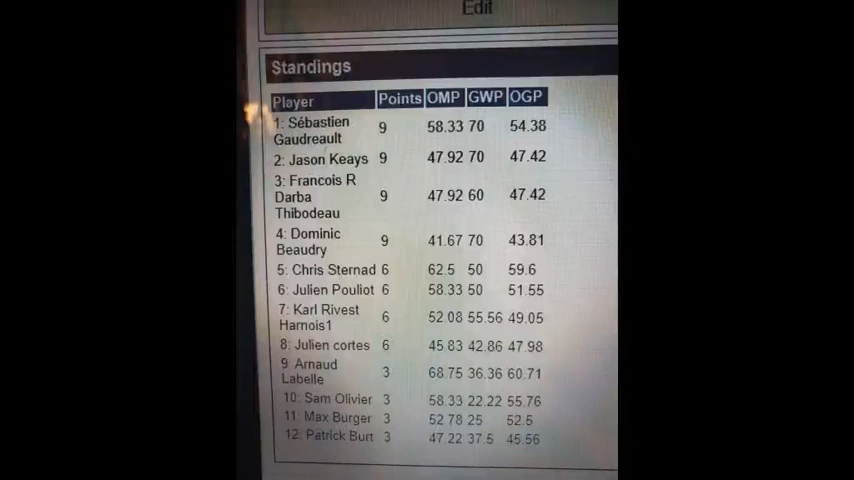 Edit
Standings
Player Points OMP GWP OGP
1: Sébastien
Gaudreault 9 58.33 70 54.38
2: Jason Keays 9 47.92 70 47.42
3: Francois R
Darba
Thibodeau 9 47.92 60 47.42
4: Dominic
Beaudry 9 41.67 70 43.81
5: Chris Sternad 6 62.5 50 59.6
6: Julien Pouliot 6 58.33 50 51.55
7: Karl Rivest
Harnois1 6 52.08 55.56 49.05
8: Julien cortes 6 45.83 42.86 47.98
9: Arnaud
Labelle 3 68.75 36.36 60.71
10: Sam Olivier 3 58.33 22.22 55.76
11: Max Burger 3 52.78 25 52.5
12: Patrick Burt 3 47.22 37.5 45.56